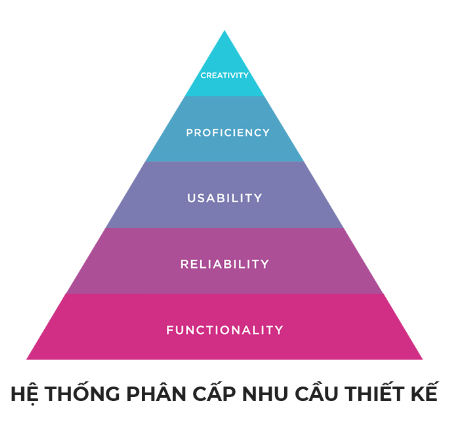 CREATIVITY
PROFICIENCY
USABILITY
RELIABILITY
FUNCTIONALITY
HỆ THỐNG PHÂN CẤP NHU CẦU THIẾT KẾ